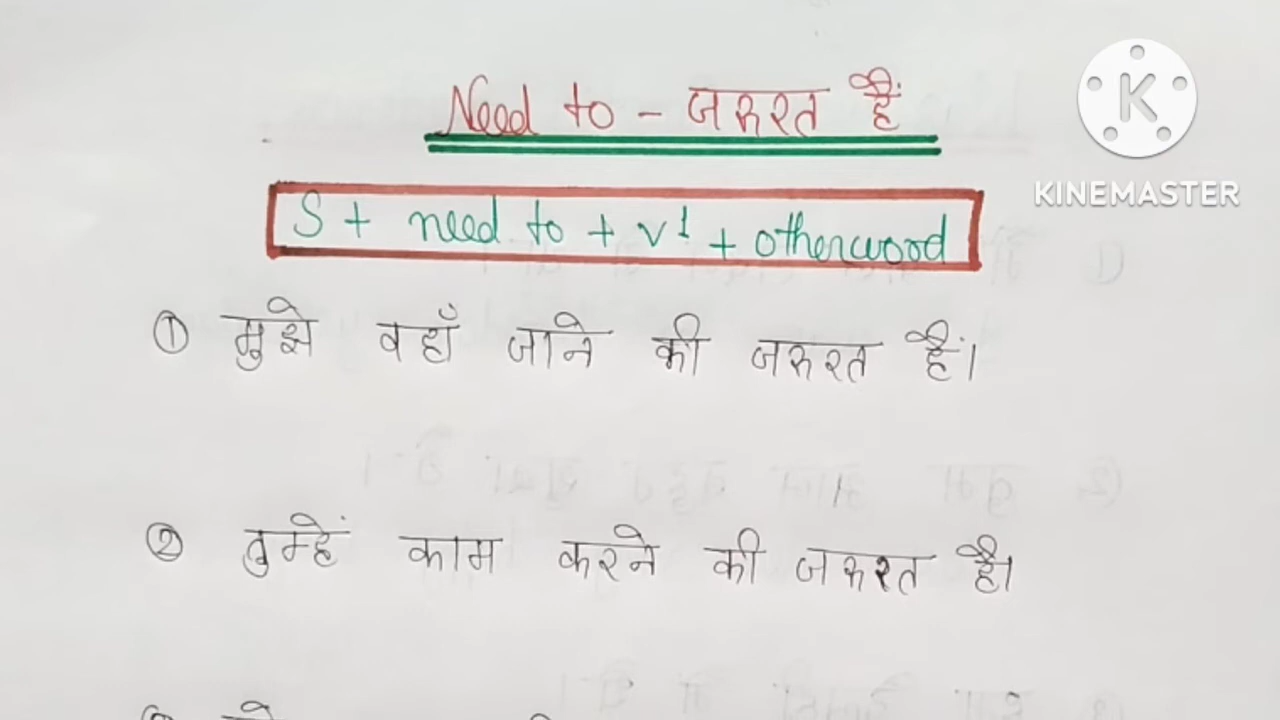 Need to - जरुरत हैं
S + need to + v1 + otherword
① मुझे वहाँ जाने की जरुरत हैं।
② तुम्हें काम करने की जरुरत है।
K
KINEMASTER